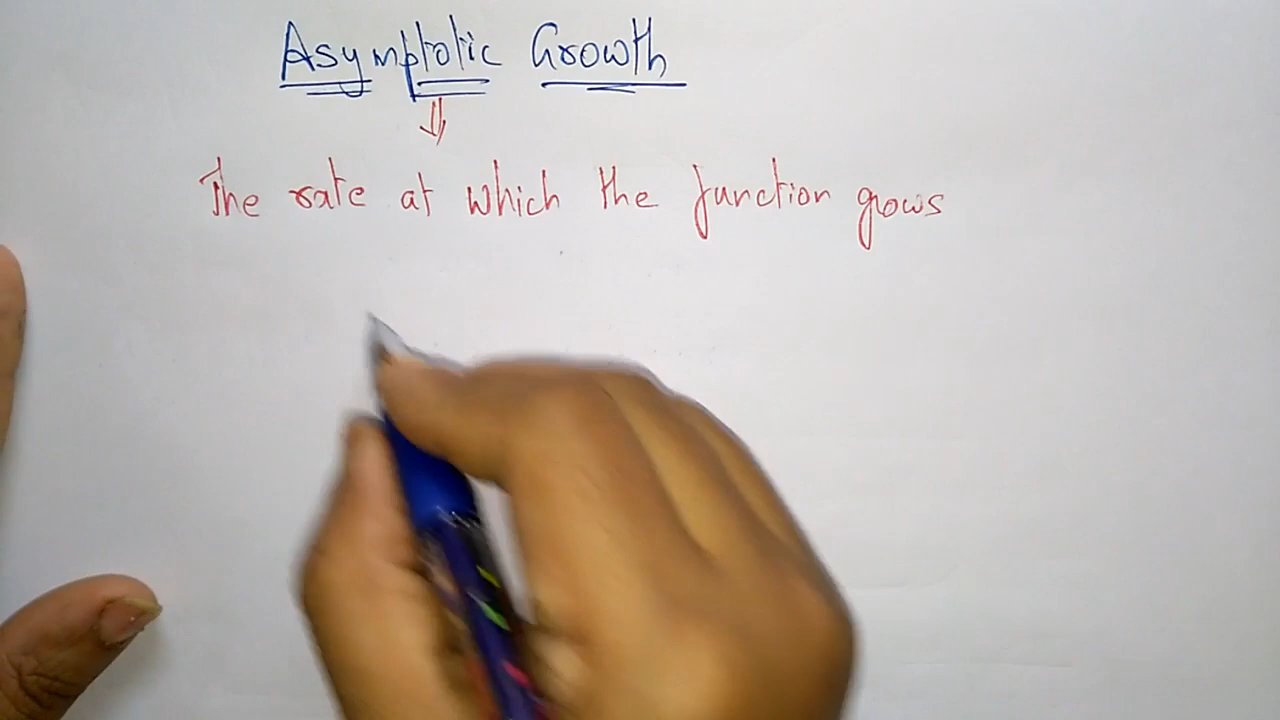 Asymptotic Growth
⇓
The rate at which the function grows